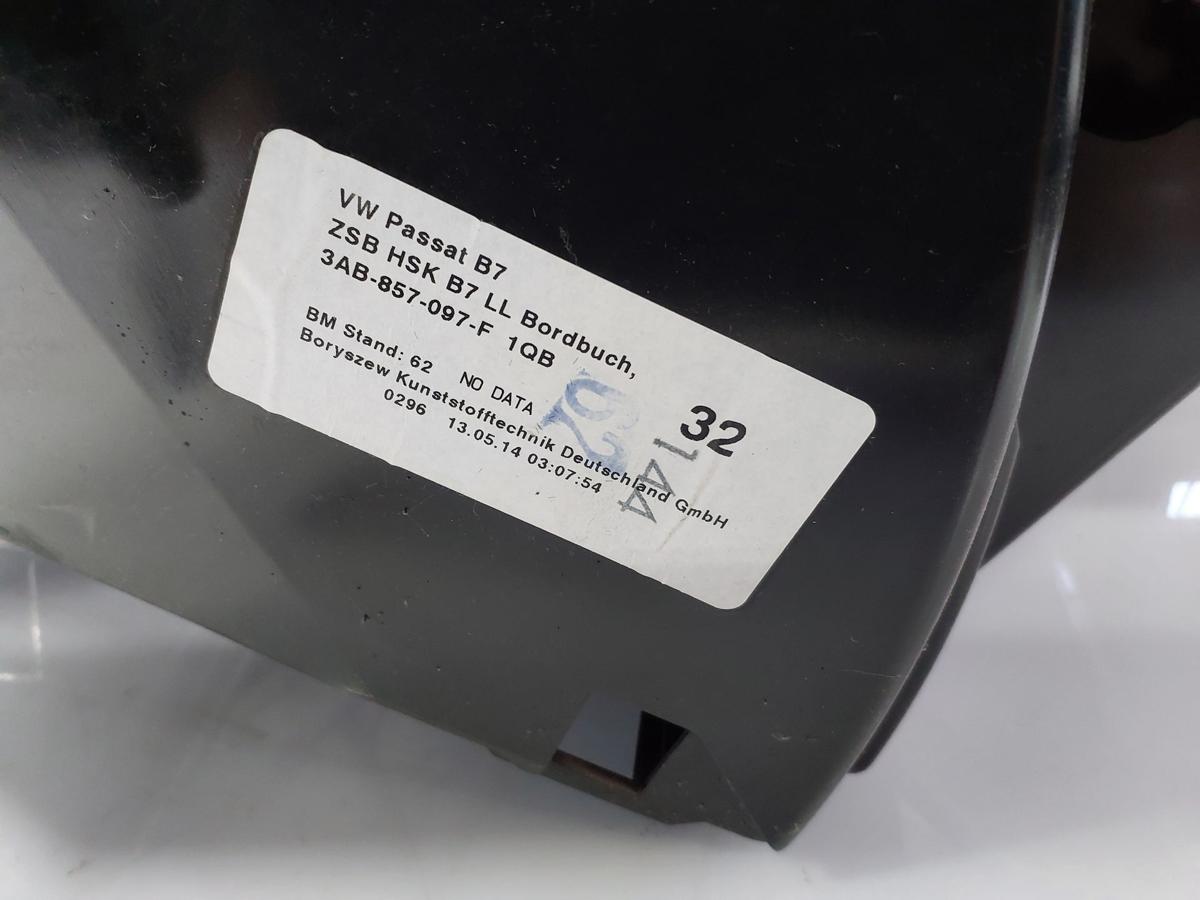 VW Passat B7
ZSB HSK B7 LL Bordbuch,
3AB-857-097-F 1QB
32
BM Stand: 62 NO DATA
Boryszew Kunststofftechnik Deutschland GmbH
0296 13.05.14 03:07:54
144